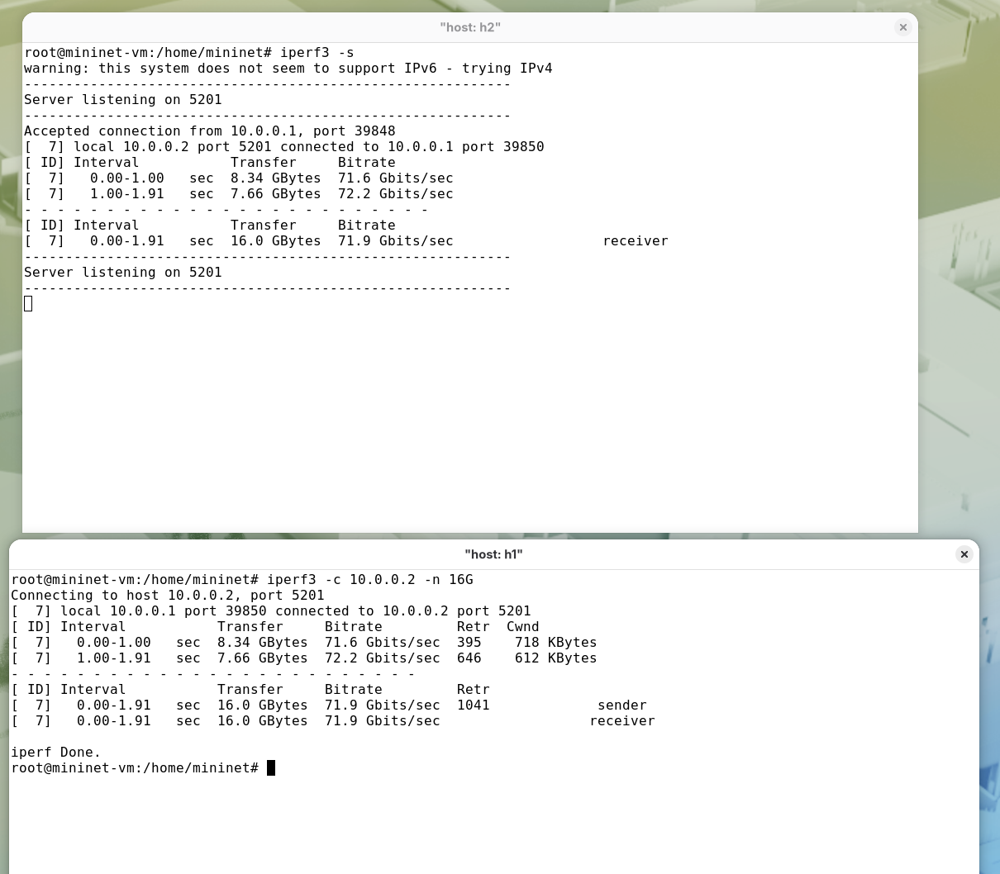 "host: h2"
root@mininet-vm:/home/mininet# iperf3 -s
warning: this system does not seem to support IPv6 - trying IPv4
-----------------------------------------------------------
Server listening on 5201
-----------------------------------------------------------
Accepted connection from 10.0.0.1, port 39848
[  7] local 10.0.0.2 port 5201 connected to 10.0.0.1 port 39850
[ ID] Interval           Transfer     Bitrate
[  7]   0.00-1.00   sec  8.34 GBytes  71.6 Gbits/sec
[  7]   1.00-1.91   sec  7.66 GBytes  72.2 Gbits/sec
- - - - - - - - - - - - - - - - - - - - - - - - -
[ ID] Interval           Transfer     Bitrate
[  7]   0.00-1.91   sec  16.0 GBytes  71.9 Gbits/sec                  receiver
-----------------------------------------------------------
Server listening on 5201
-----------------------------------------------------------
"host: h1"
root@mininet-vm:/home/mininet# iperf3 -c 10.0.0.2 -n 16G
Connecting to host 10.0.0.2, port 5201
[  7] local 10.0.0.1 port 39850 connected to 10.0.0.2 port 5201
[ ID] Interval           Transfer     Bitrate         Retr  Cwnd
[  7]   0.00-1.00   sec  8.34 GBytes  71.6 Gbits/sec  395    718 KBytes
[  7]   1.00-1.91   sec  7.66 GBytes  72.2 Gbits/sec  646    612 KBytes
- - - - - - - - - - - - - - - - - - - - - - - - -
[ ID] Interval           Transfer     Bitrate         Retr
[  7]   0.00-1.91   sec  16.0 GBytes  71.9 Gbits/sec  1041             sender
[  7]   0.00-1.91   sec  16.0 GBytes  71.9 Gbits/sec                  receiver
iperf Done.
root@mininet-vm:/home/mininet#